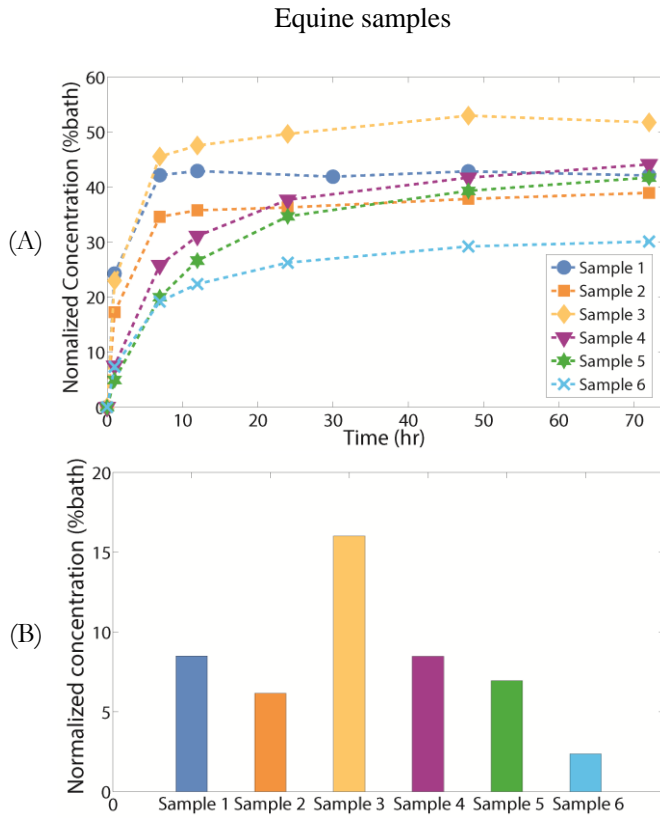 Equine samples
(A)
Nomalized Concentration (%bath)
60
50
40
30
20
10
0
0 10 20 30 40 50 60 70
Time (hr)
Sample 1
Sample 2
Sample 3
Sample 4
Sample 5
Sample 6
(B)
Normalized concentration (%bath)
20
15
10
5
0
0 Sample 1 Sample 2 Sample 3 Sample 4 Sample 5 Sample 6